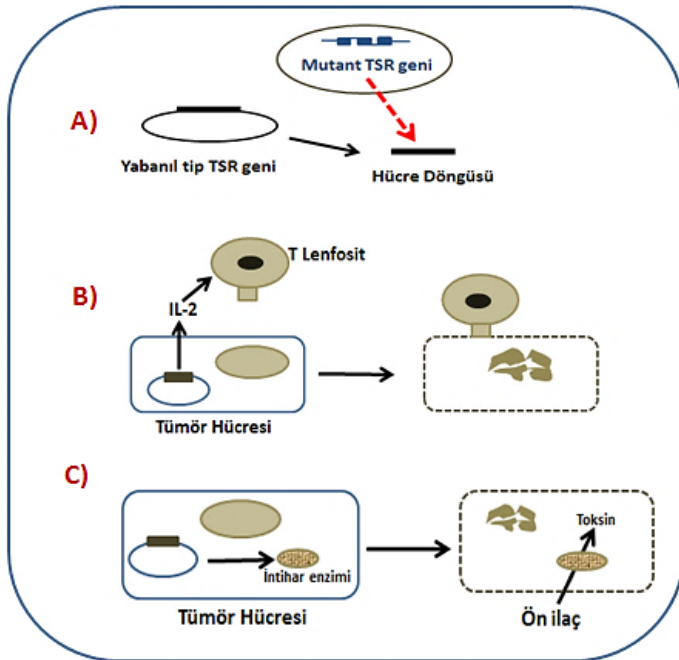 Mutant TSR geni
A)
Yabanıl tip TSR geni
Hücre Döngüsü
B)
T Lenfosit
IL-2
Tümör Hücresi
C)
İntihar enzimi
Toksin
Tümör Hücresi
Ön ilaç